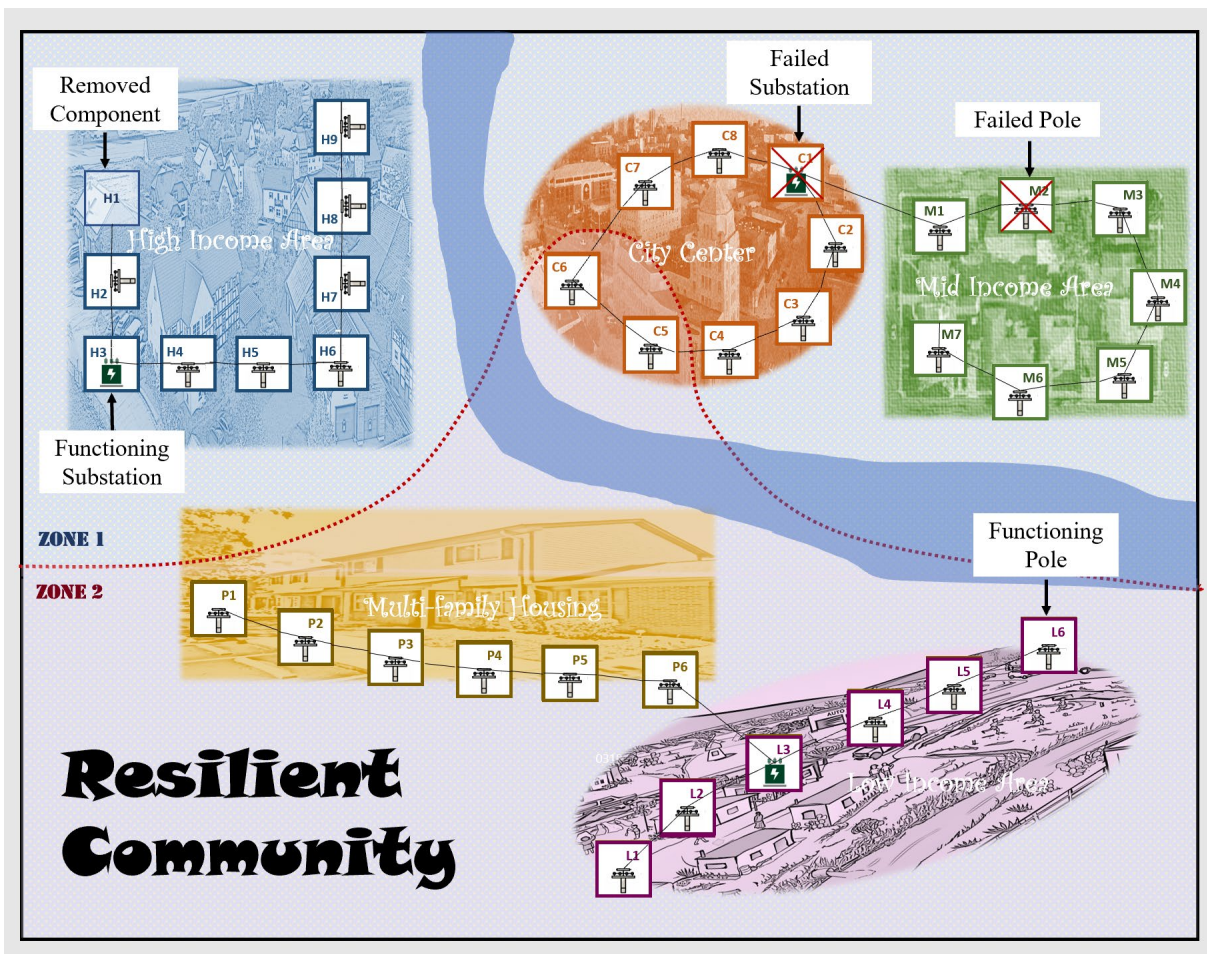 Removed
Component
Failed
Substation
Failed Pole
H9
H1
H8
High Income Area
H2
H7
H3
H4
H5
H6
Functioning
Substation
C8
C7
C1
C2
City Center
C6
C3
C5
C4
M2
M3
M1
M4
Mid Income Area
M7
M5
M6
ZONE 1
ZONE 2
Functioning
Pole
P1
Multi-family Housing
P2
P3
P4
P5
P6
L6
L5
L4
AUTO
L3
Low Income Area
L2
L1
Resilient
Community